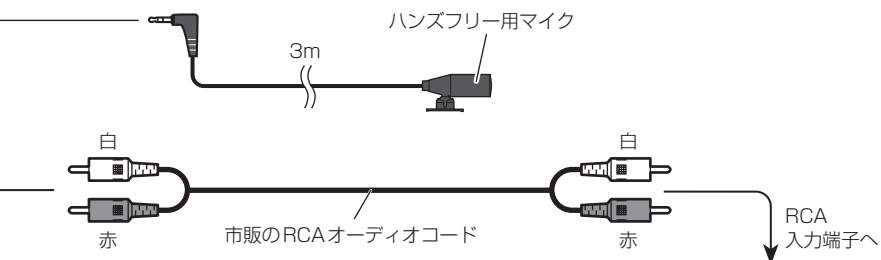 ハンズフリー用マイク
3m
白
白
赤
市販のRCAオーディオコード
赤
RCA
入力端子へ